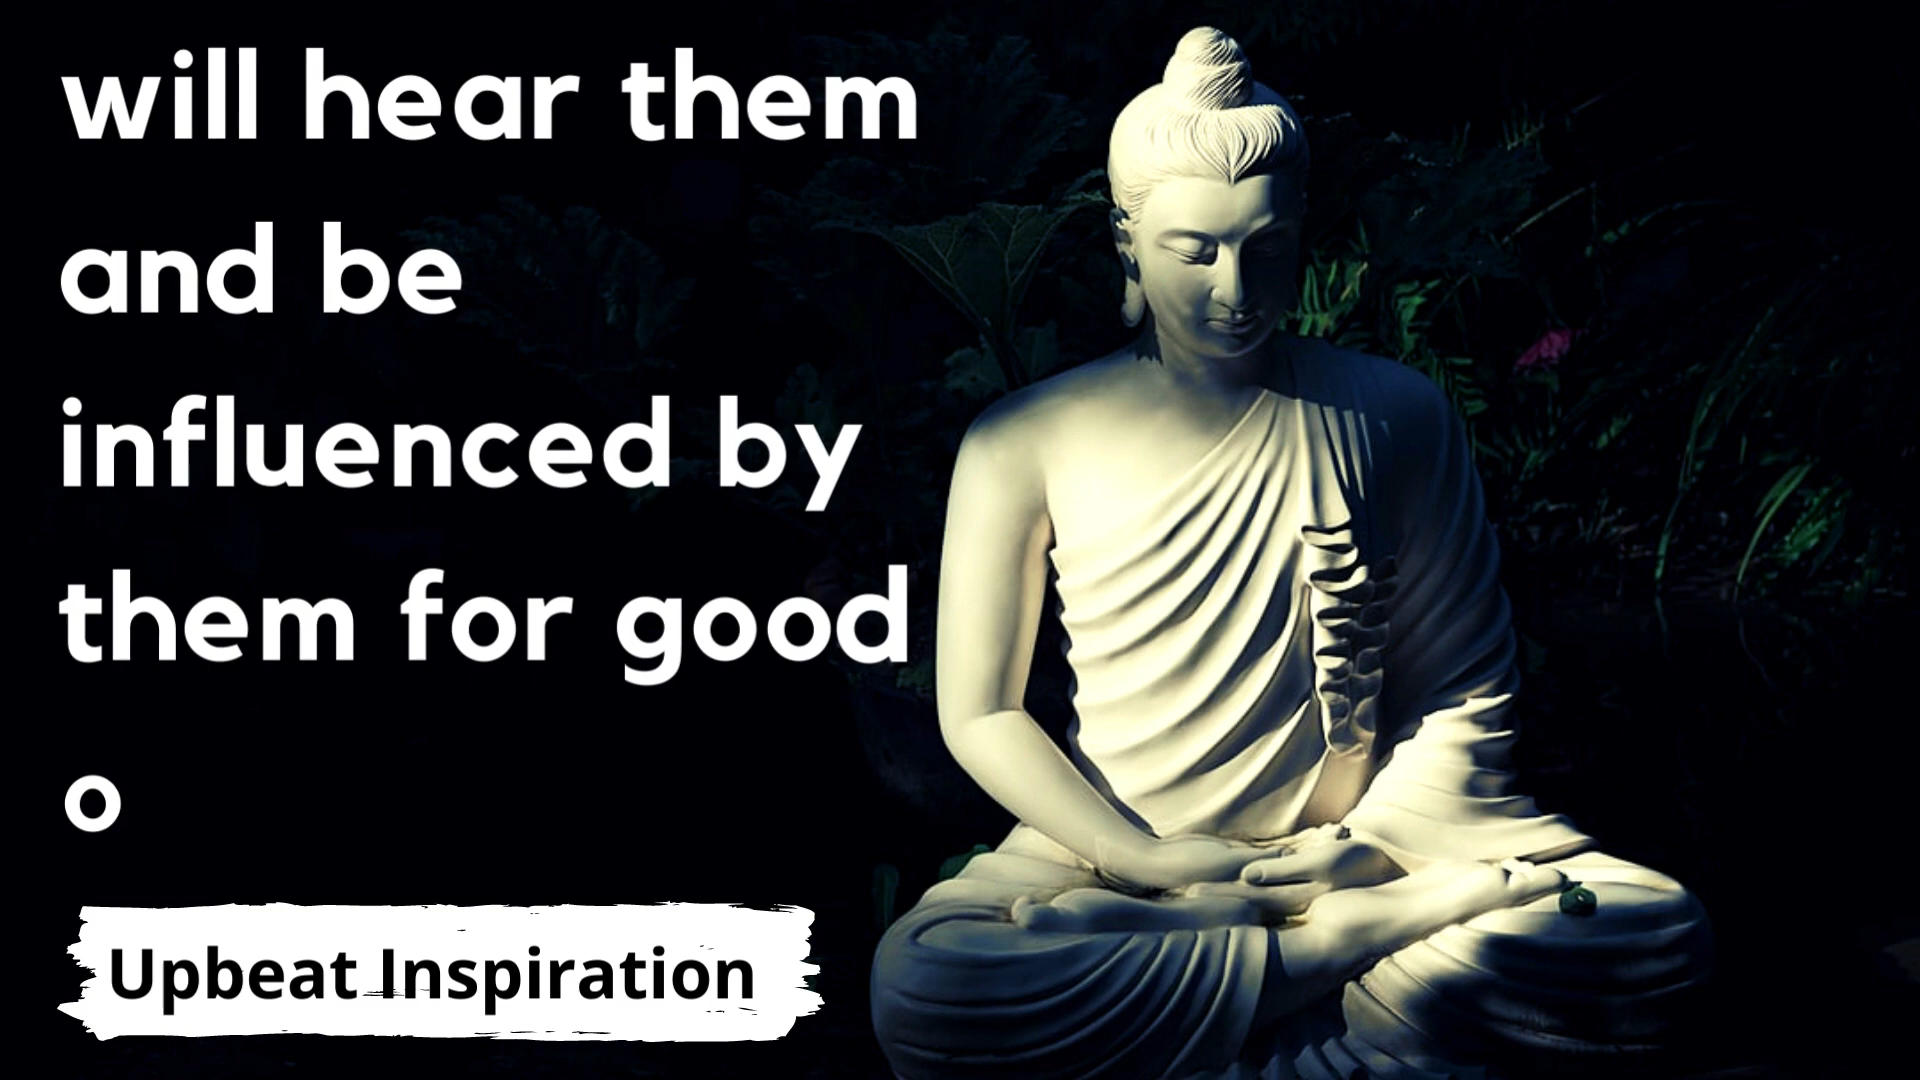 will hear them
and be
influenced by
them for good
o
Upbeat Inspiration